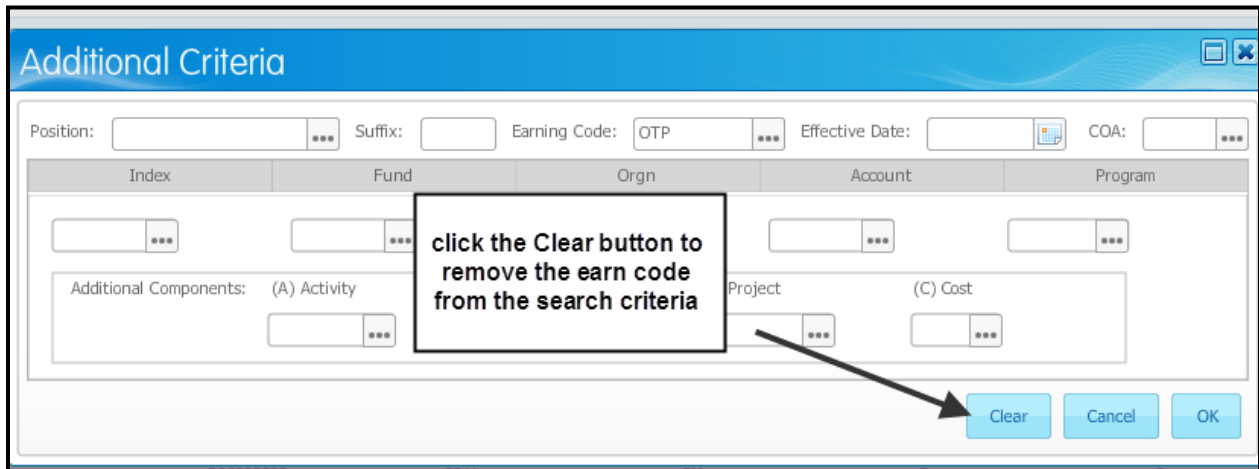 Additional Criteria
Position: Suffix: Earning Code: OTP Effective Date: COA:
Index Fund Orgn Account Program
click the Clear button to
remove the earn code
from the search criteria
Additional Components: (A) Activity Project (C) Cost
Clear Cancel OK